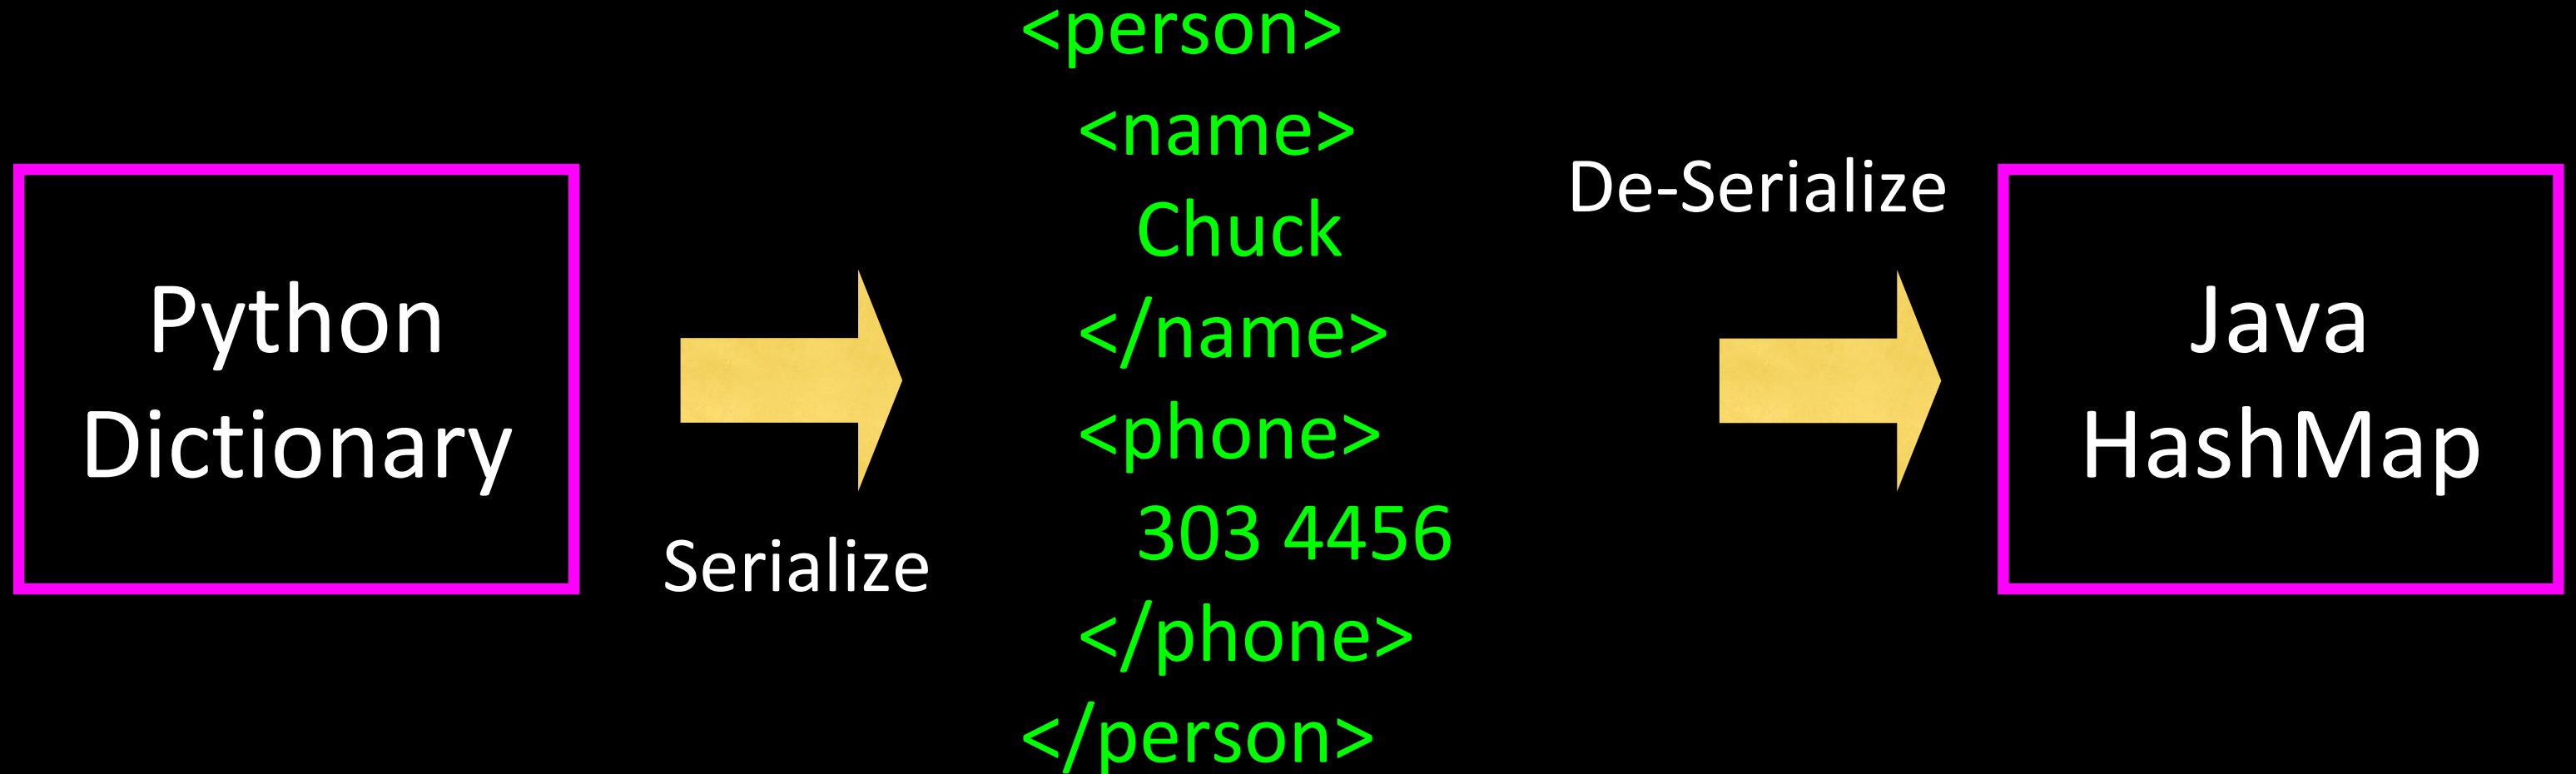 Python
Dictionary
Serialize
<person>
<name>
Chuck
</name>
<phone>
303 4456
</phone>
</person>
De-Serialize
Java
HashMap